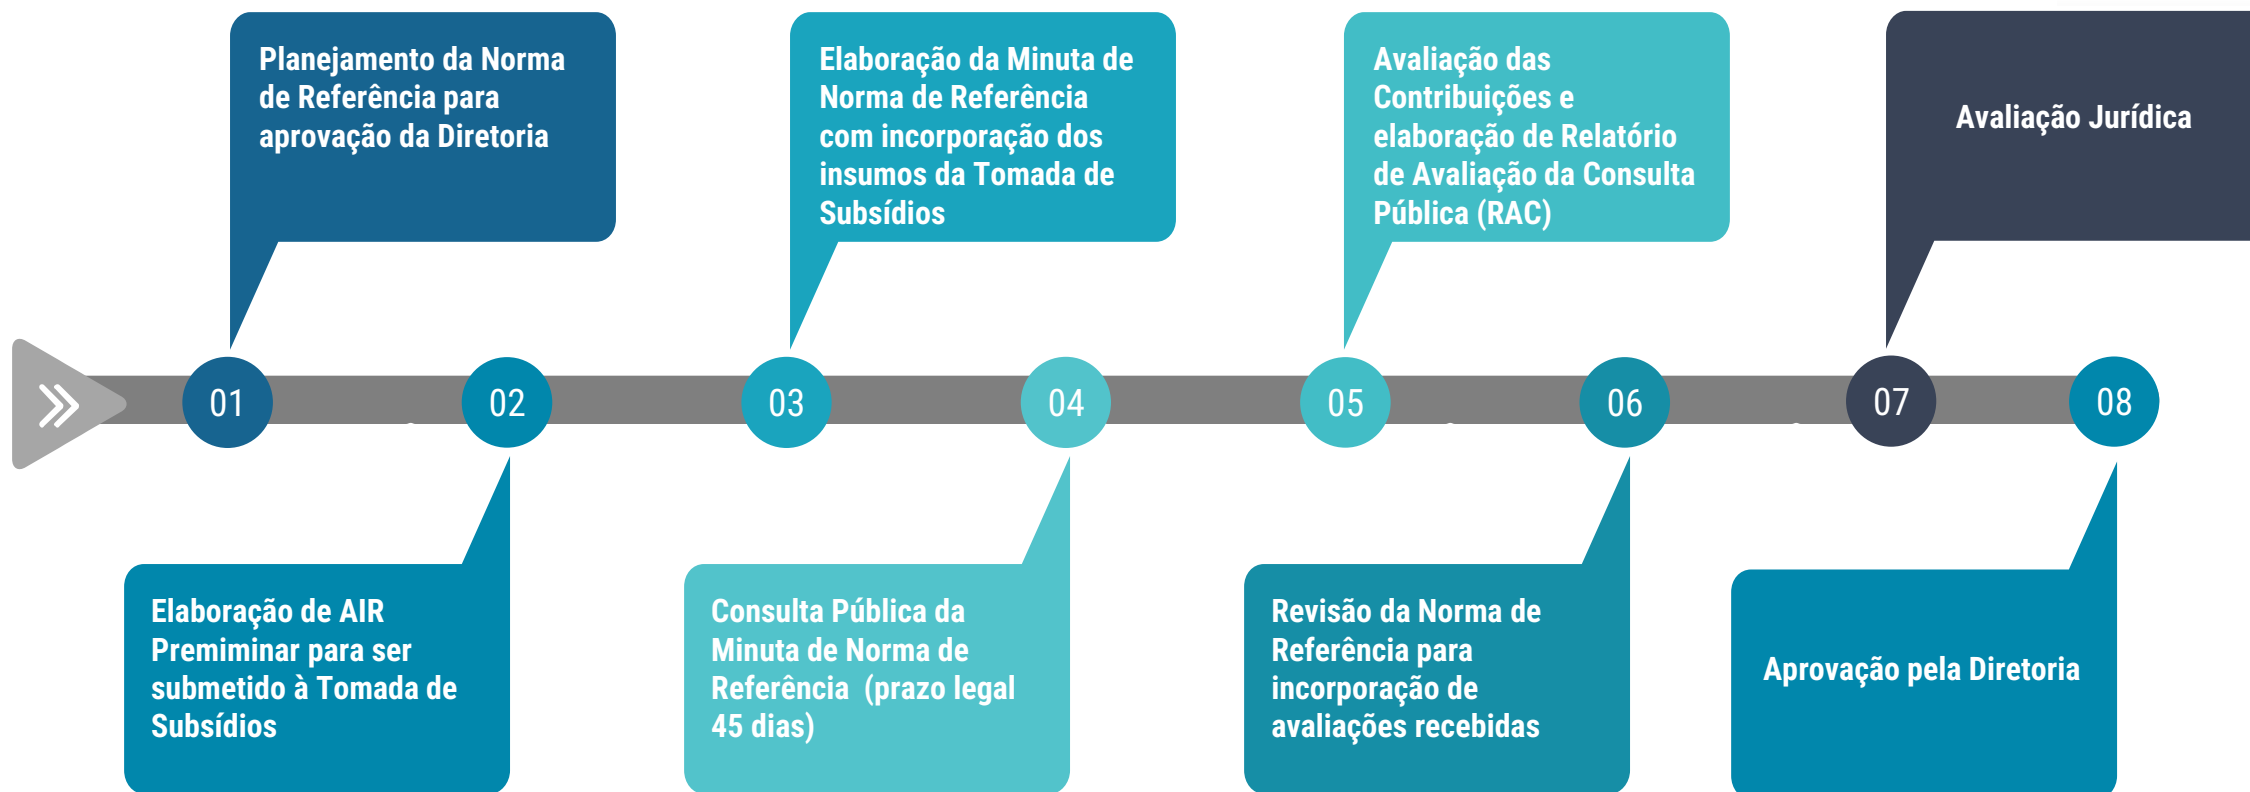 Planejamento da Norma
de Referência para
aprovação da Diretoria
Elaboração da Minuta de
Norma de Referência
com incorporação dos
insumos da Tomada de
Subsídios
Avaliação das
Contribuições e
elaboração de Relatório
de Avaliação da Consulta
Pública (RAC)
Avaliação Jurídica
01
02
03
04
05
06
07
08
Elaboração de AIR
Premiminar para ser
submetido à Tomada de
Subsídios
Consulta Pública da
Minuta de Norma de
Referência  (prazo legal
45 dias)
Revisão da Norma de
Referência para
incorporação de
avaliações recebidas
Aprovação pela Diretoria